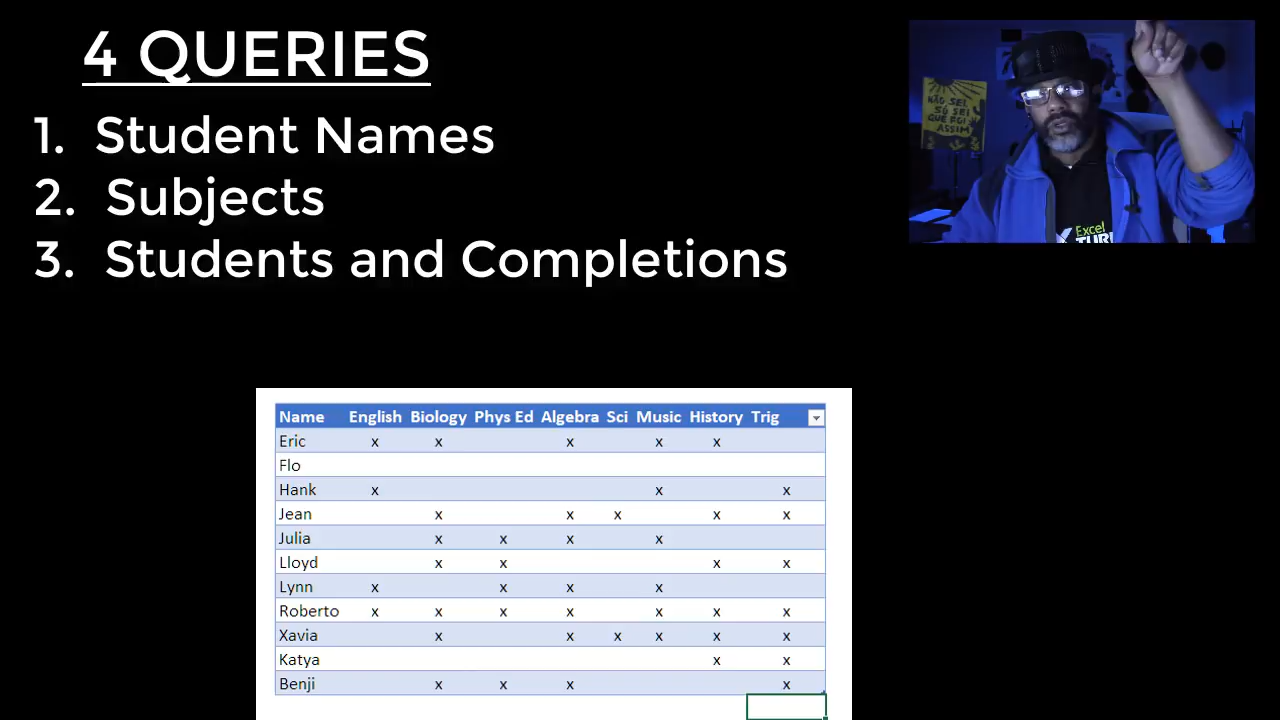 4 QUERIES
1. Student Names
2. Subjects
3. Students and Completions
NÃO SEI,
SÓ SEI
QUE FOI
ASSIM
Excel
Name English Biology Phys Ed Algebra Sci Music History Trig
Eric x x x x x
Flo
Hank x x x
Jean x x x x x
Julia x x x x
Lloyd x x x x
Lynn x x x x
Roberto x x x x x x x
Xavia x x x x x x
Katya x x
Benji x x x x